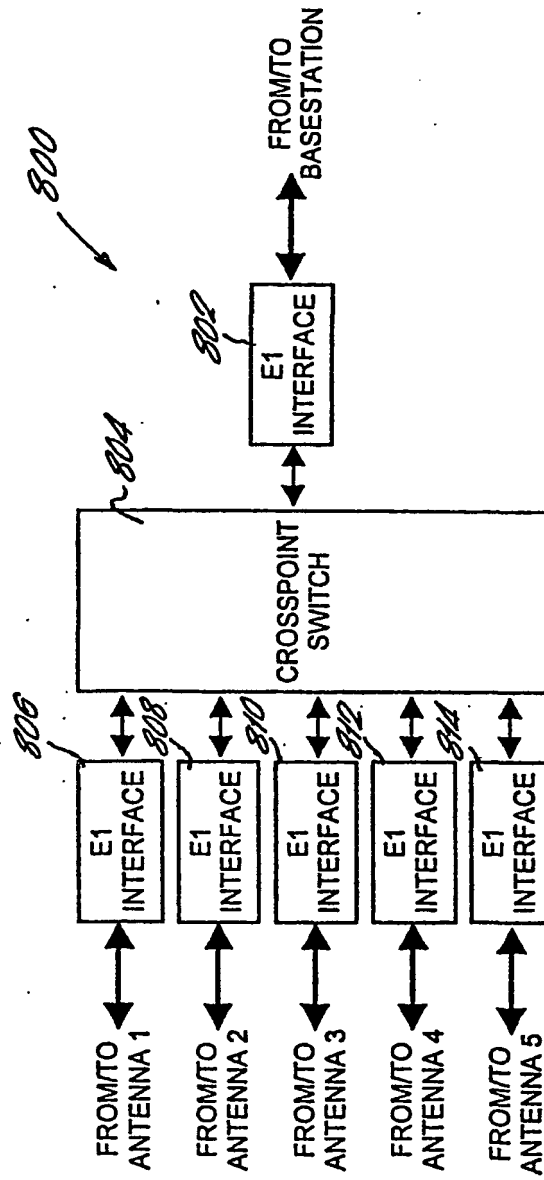 800
FROM/TO
ANTENNA 1
806
E1
INTERFACE
FROM/TO
ANTENNA 2
808
E1
INTERFACE
FROM/TO
ANTENNA 3
810
E1
INTERFACE
FROM/TO
ANTENNA 4
812
E1
INTERFACE
FROM/TO
ANTENNA 5
814
E1
INTERFACE
804
CROSSPOINT
SWITCH
802
E1
INTERFACE
FROM/TO
BASESTATION